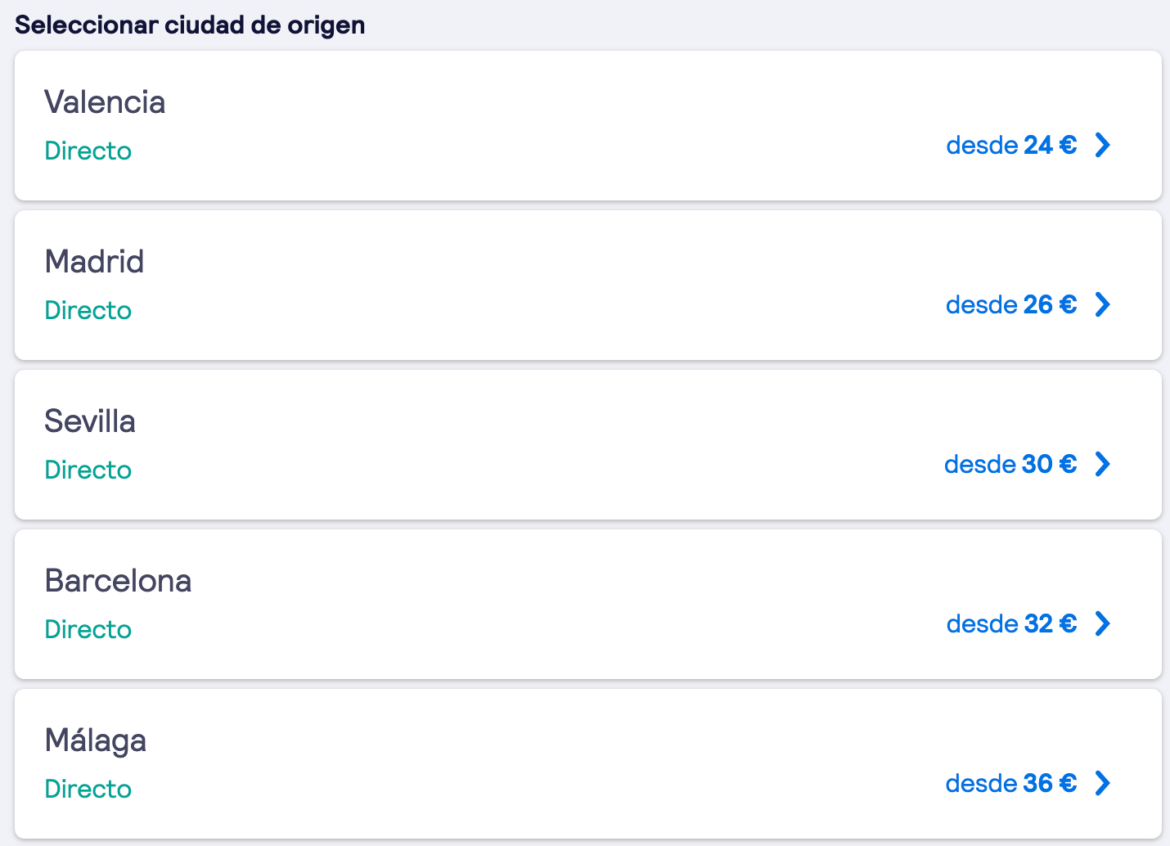 Seleccionar ciudad de origen
Valencia
Directo
desde 24 €
Madrid
Directo
desde 26 €
Sevilla
Directo
desde 30 €
Barcelona
Directo
desde 32 €
Málaga
Directo
desde 36 €